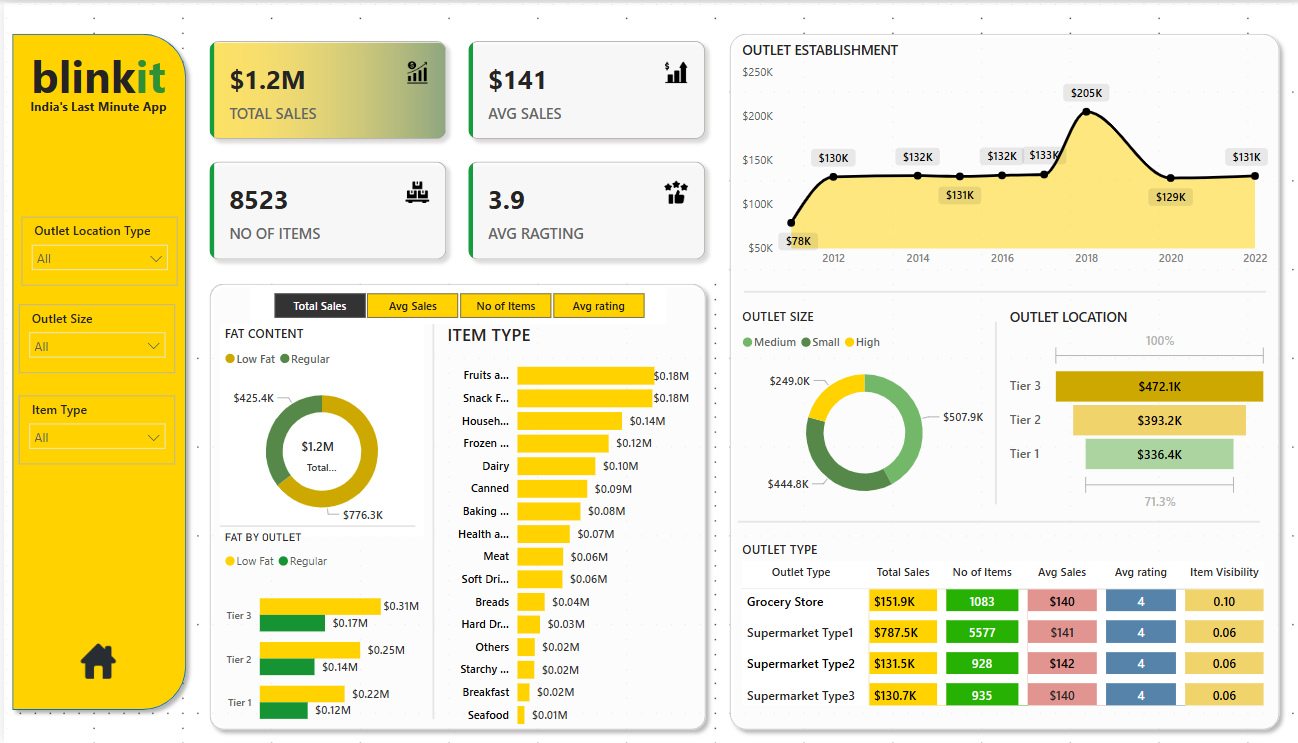 blinkit
India's Last Minute App
Outlet Location Type
All
Outlet Size
All
Item Type
All
$1.2M
TOTAL SALES
$141
AVG SALES
8523
NO OF ITEMS
3.9
AVG RAGTING
Total Sales Avg Sales No of Items Avg rating
FAT CONTENT
Low Fat Regular
$425.4K
$1.2M
Total...
$776.3K
FAT BY OUTLET
Low Fat Regular
Tier 3 $0.31M $0.17M
Tier 2 $0.25M $0.14M
Tier 1 $0.22M $0.12M
ITEM TYPE
Fruits a... $0.18M
Snack F... $0.18M
Househ... $0.14M
Frozen ... $0.12M
Dairy $0.10M
Canned $0.09M
Baking ... $0.08M
Health a... $0.07M
Meat $0.06M
Soft Dri... $0.06M
Breads $0.04M
Hard Dr... $0.03M
Others $0.02M
Starchy ... $0.02M
Breakfast $0.02M
Seafood $0.01M
OUTLET ESTABLISHMENT
$250K
$200K
$150K
$100K
$50K
$78K
$130K
$132K
$131K
$132K
$133K
$205K
$129K
$131K
2012 2014 2016 2018 2020 2022
OUTLET SIZE
Medium Small High
$249.0K
$507.9K
$444.8K
OUTLET LOCATION
100%
Tier 3 $472.1K
Tier 2 $393.2K
Tier 1 $336.4K
71.3%
OUTLET TYPE
Outlet Type Total Sales No of Items Avg Sales Avg rating Item Visibility
Grocery Store $151.9K 1083 $140 4 0.10
Supermarket Type1 $787.5K 5577 $141 4 0.06
Supermarket Type2 $131.5K 928 $142 4 0.06
Supermarket Type3 $130.7K 935 $140 4 0.06